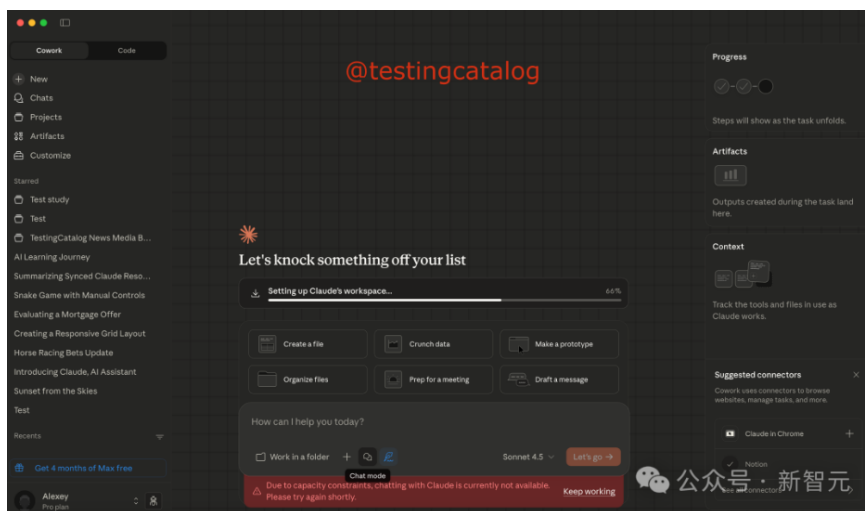 Cowork
Code
@testingcatalog
New
Chats
Projects
Artifacts
Customize
Starred
Test study
Test
TestingCatalog News Media B...
AI Learning Journey
Summarizing Synced Claude Reso...
Snake Game with Manual Controls
Evaluating a Mortgage Offer
Creating a Responsive Grid Layout
Horse Racing Bets Update
Introducing Claude, AI Assistant
Sunset from the Skies
Test
Recents
Get 4 months of Max free
Alexey
Pro plan
Let's knock something off your list
Setting up Claude's workspace...
66%
Create a file
Crunch data
Make a prototype
Organize files
Prep for a meeting
Draft a message
How can I help you today?
Work in a folder
Sonnet 4.5
Let's go →
Chat mode
Due to capacity constraints, chatting with Claude is currently not available.
Please try again shortly.
Keep working
Progress
Steps will show as the task unfolds.
Artifacts
Outputs created during the task land
here.
Context
Track the tools and files in use as
Claude works.
Suggested connectors
Cowork uses connectors to browse
websites, manage tasks, and more.
Claude in Chrome
Notion
See all connectors
公众号 · 新智元